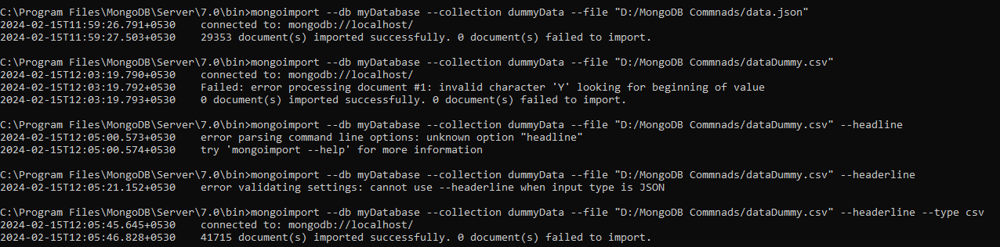 C:\Program Files\MongoDB\Server\7.0\bin>mongoimport --db myDatabase --collection dummyData --file "D:/MongoDB Commnads/data.json"
2024-02-15T11:59:26.791+0530    connected to: mongodb://localhost/
2024-02-15T11:59:27.503+0530    29353 document(s) imported successfully. 0 document(s) failed to import.
C:\Program Files\MongoDB\Server\7.0\bin>mongoimport --db myDatabase --collection dummyData --file "D:/MongoDB Commnads/dataDummy.csv"
2024-02-15T12:03:19.790+0530    connected to: mongodb://localhost/
2024-02-15T12:03:19.792+0530    Failed: error processing document #1: invalid character 'Y' looking for beginning of value
2024-02-15T12:03:19.793+0530    0 document(s) imported successfully. 0 document(s) failed to import.
C:\Program Files\MongoDB\Server\7.0\bin>mongoimport --db myDatabase --collection dummyData --file "D:/MongoDB Commnads/dataDummy.csv" --headline
2024-02-15T12:05:00.573+0530    error parsing command line options: unknown option "headline"
2024-02-15T12:05:00.574+0530    try 'mongoimport --help' for more information
C:\Program Files\MongoDB\Server\7.0\bin>mongoimport --db myDatabase --collection dummyData --file "D:/MongoDB Commnads/dataDummy.csv" --headerline
2024-02-15T12:05:21.152+0530    error validating settings: cannot use --headerline when input type is JSON
C:\Program Files\MongoDB\Server\7.0\bin>mongoimport --db myDatabase --collection dummyData --file "D:/MongoDB Commnads/dataDummy.csv" --headerline --type csv
2024-02-15T12:05:45.645+0530    connected to: mongodb://localhost/
2024-02-15T12:05:46.828+0530    41715 document(s) imported successfully. 0 document(s) failed to import.